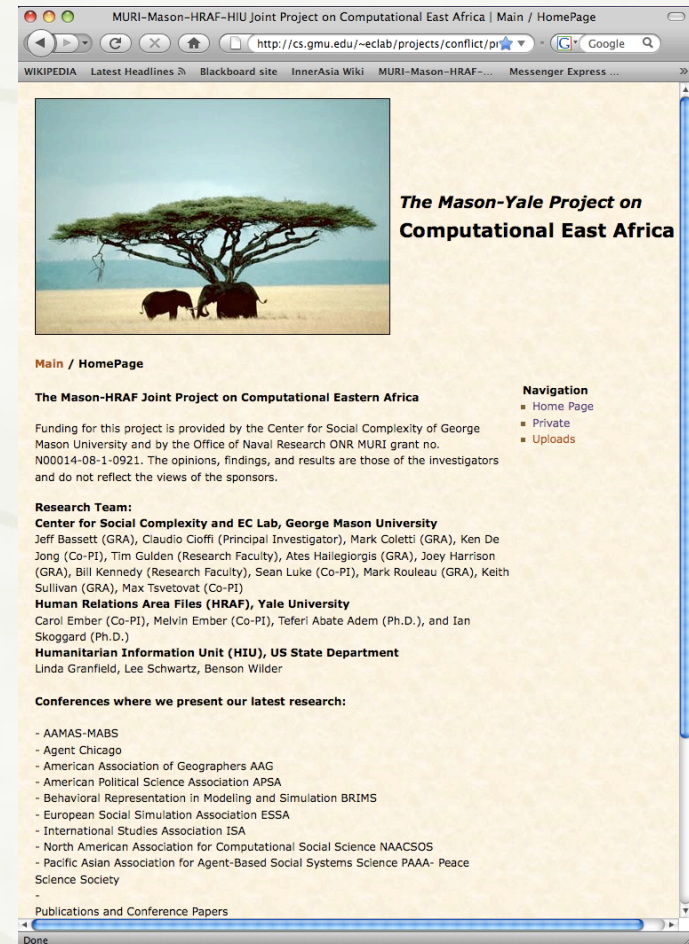 MURI-Mason-HRAF-HIU Joint Project on Computational East Africa | Main / HomePage
http://cs.gmu.edu/~eclab/projects/conflict/pr
G Google
WIKIPEDIA Latest Headlines Blackboard site InnerAsia Wiki MURI-Mason-HRAF-... Messenger Express ... »
The Mason-Yale Project on
Computational East Africa
Main / HomePage
The Mason-HRAF Joint Project on Computational Eastern Africa
Funding for this project is provided by the Center for Social Complexity of George
Mason University and by the Office of Naval Research ONR MURI grant no.
N00014-08-1-0921. The opinions, findings, and results are those of the investigators
and do not reflect the views of the sponsors.
Research Team:
Center for Social Complexity and EC Lab, George Mason University
Jeff Bassett (GRA), Claudio Cioffi (Principal Investigator), Mark Coletti (GRA), Ken De
Jong (Co-PI), Tim Gulden (Research Faculty), Ates Hailegiorgis (GRA), Joey Harrison
(GRA), Bill Kennedy (Research Faculty), Sean Luke (Co-PI), Mark Rouleau (GRA), Keith
Sullivan (GRA), Max Tsvetovat (Co-PI)
Human Relations Area Files (HRAF), Yale University
Carol Ember (Co-PI), Melvin Ember (Co-PI), Teferi Abate Adem (Ph.D.), and Ian
Skoggard (Ph.D.)
Humanitarian Information Unit (HIU), US State Department
Linda Granfield, Lee Schwartz, Benson Wilder
Conferences where we present our latest research:
- AAMAS-MABS
- Agent Chicago
- American Association of Geographers AAG
- American Political Science Association APSA
- Behavioral Representation in Modeling and Simulation BRIMS
- European Social Simulation Association ESSA
- International Studies Association ISA
- North American Association for Computational Social Science NAACSOS
- Pacific Asian Association for Agent-Based Social Systems Science PAAA- Peace
Science Society
-
Publications and Conference Papers
Navigation
Home Page
Private
Uploads
Done